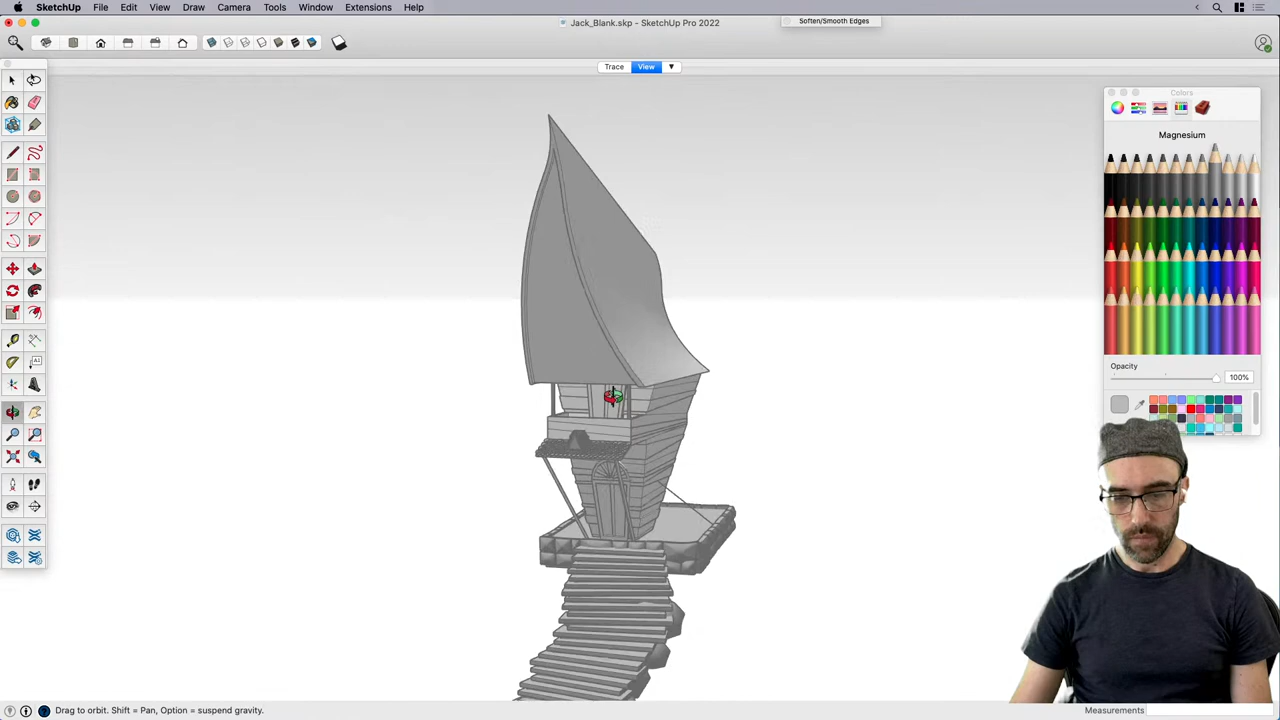 SketchUp File Edit View Draw Camera Tools Window Extensions Help
Jack_Blank.skp - SketchUp Pro 2022
Soften/Smooth Edges
Trace View
Colors
Magnesium
Opacity
100%
A1
Drag to orbit. Shift = Pan, Option = suspend gravity.
Measurements